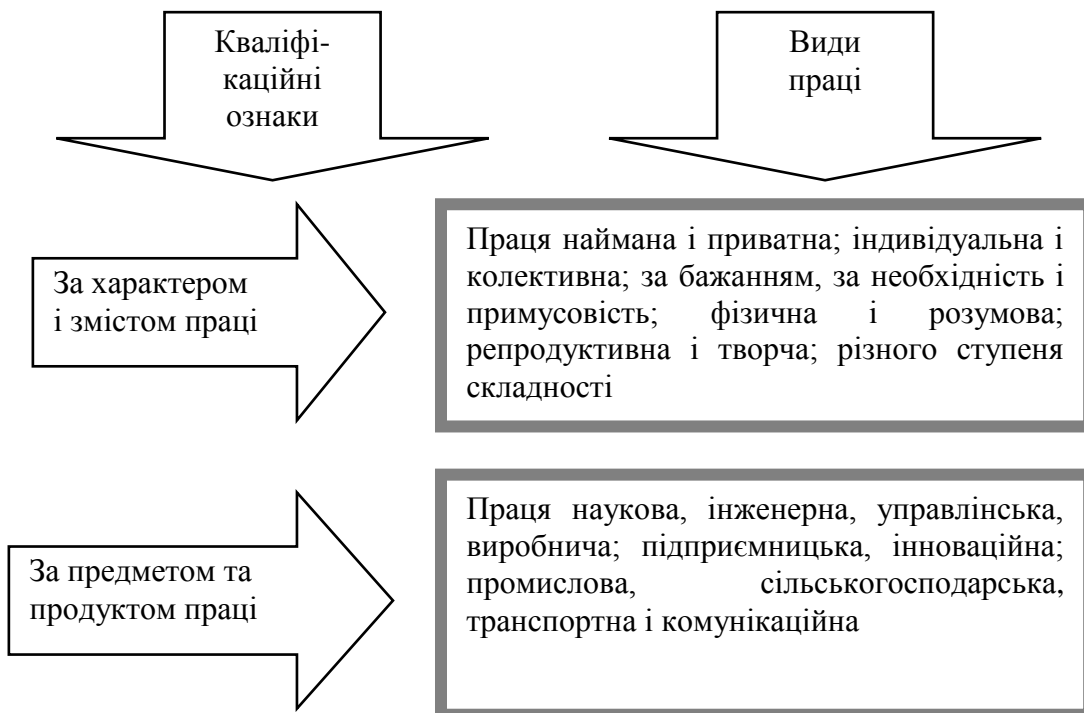 Кваліфі-
каційні
ознаки
Види
праці
За характером
і змістом праці
Праця наймана і приватна; індивідуальна і
колективна; за бажанням, за необхідність і
примусовість; фізична і розумова;
репродуктивна і творча; різного ступеня
складності
За предметом та
продуктом праці
Праця наукова, інженерна, управлінська,
виробнича; підприємницька, інноваційна;
промислова, сільськогосподарська,
транспортна і комунікаційна